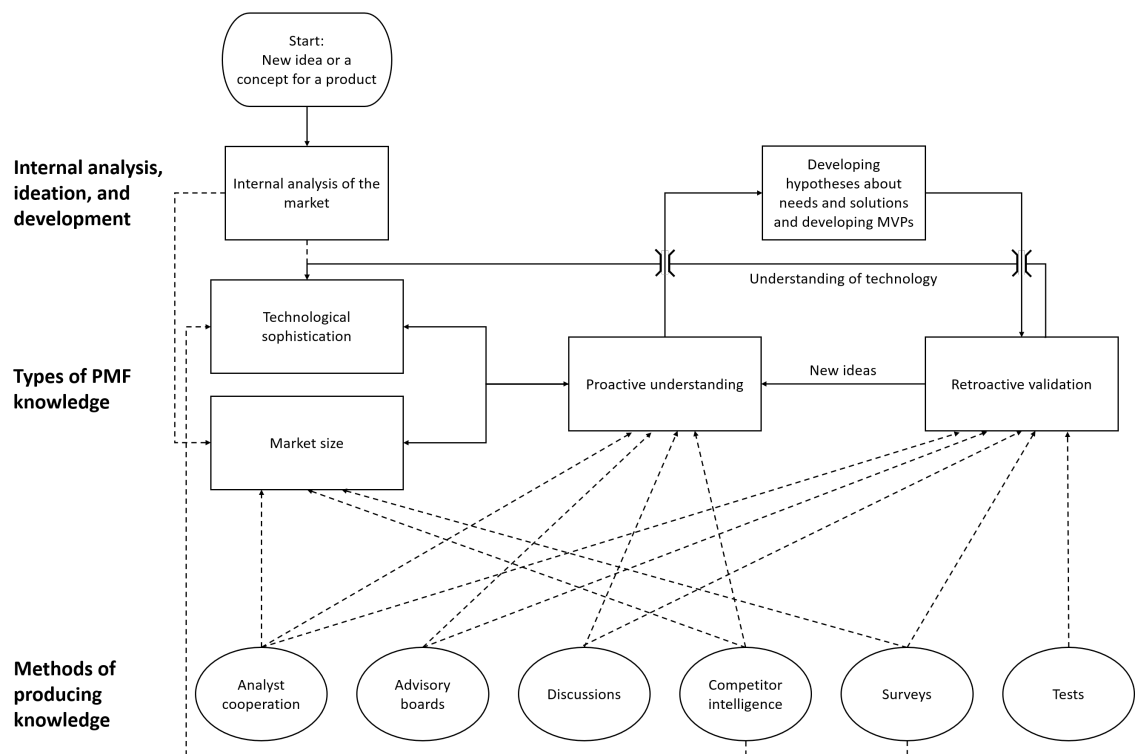 Start:
New idea or a
concept for a product
Internal analysis,
ideation, and
development
Internal analysis of the
market
Developing
hypotheses about
needs and solutions
and developing MVPs
Understanding of technology
Technological
sophistication
Types of PMF
knowledge
Proactive understanding
New ideas
Retroactive validation
Market size
Methods of
producing
knowledge
Analyst
cooperation
Advisory
boards
Discussions
Competitor
intelligence
Surveys
Tests